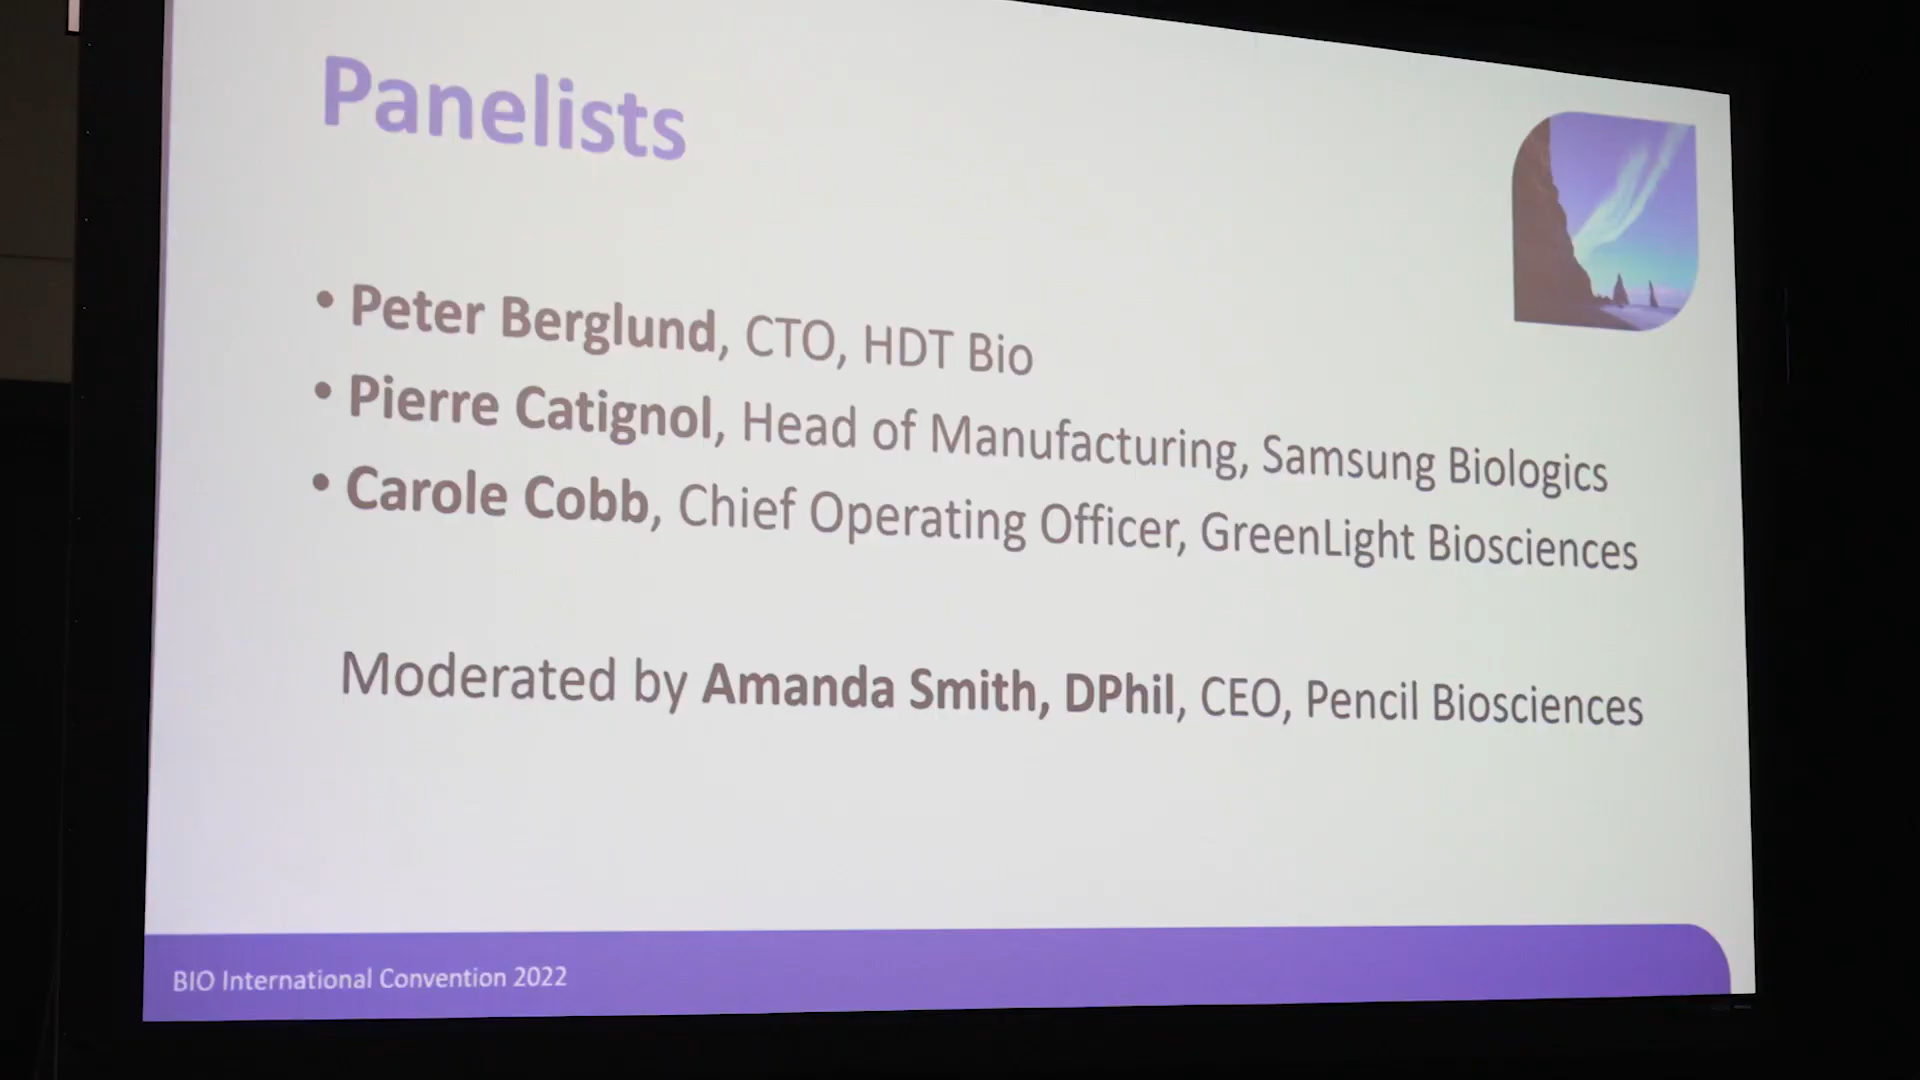 Panelists
• Peter Berglund, CTO, HDT Bio
• Pierre Catignol, Head of Manufacturing, Samsung Biologics
• Carole Cobb, Chief Operating Officer, GreenLight Biosciences
Moderated by Amanda Smith, DPhil, CEO, Pencil Biosciences
BIO International Convention 2022